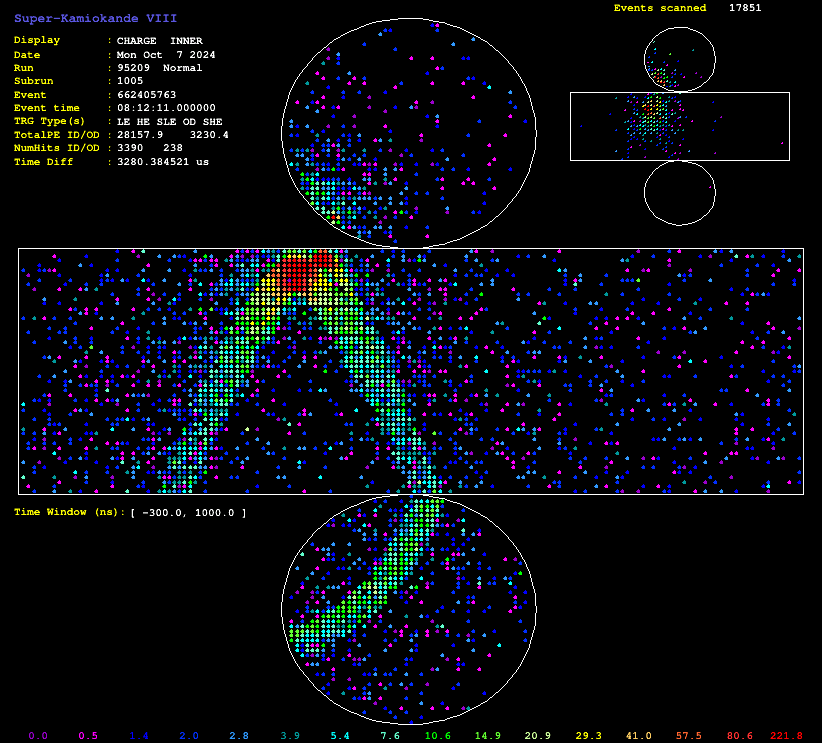 Super-Kamiokande VIII
Events scanned 17851
Display : CHARGE INNER
Date : Mon Oct 7 2024
Run : 95209 Normal
Subrun : 1005
Event : 662405763
Event time : 08:12:11.000000
TRG Type(s) : LE HE SLE OD SHE
TotalPE ID/OD : 28157.9 3230.4
NumHits ID/OD : 3390 238
Time Diff : 3280.384521 us
Time Window (ns): [ -300.0, 1000.0 ]
0.0 0.5 1.4 2.0 2.8 3.9 5.4 7.6 10.6 14.9 20.9 29.3 41.0 57.5 80.6 221.8